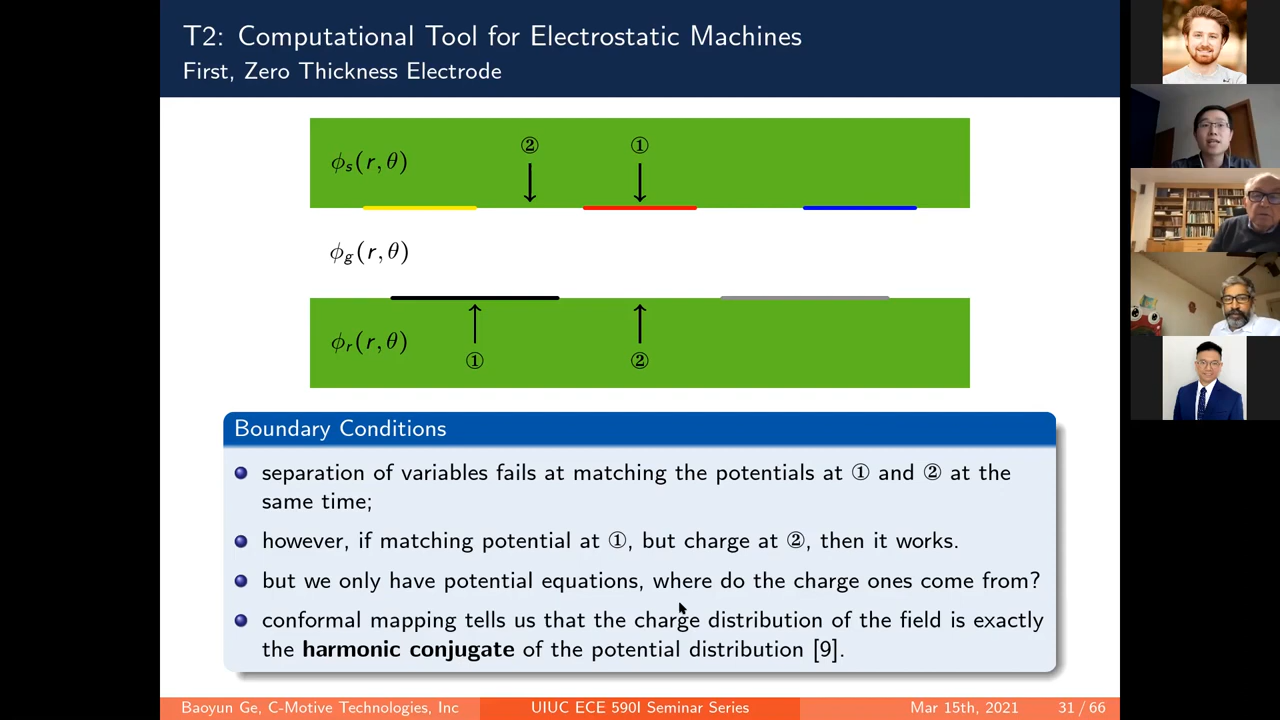 T2: Computational Tool for Electrostatic Machines
First, Zero Thickness Electrode
② ①
ϕₛ(r, θ)
ϕg(r, θ)
ϕᵣ(r, θ)
① ②
Boundary Conditions
separation of variables fails at matching the potentials at ① and ② at the
same time;
however, if matching potential at ①, but charge at ②, then it works.
but we only have potential equations, where do the charge ones come from?
conformal mapping tells us that the charge distribution of the field is exactly
the harmonic conjugate of the potential distribution [9].
Baoyun Ge, C-Motive Technologies, Inc UIUC ECE 590I Seminar Series Mar 15th, 2021 31 / 66